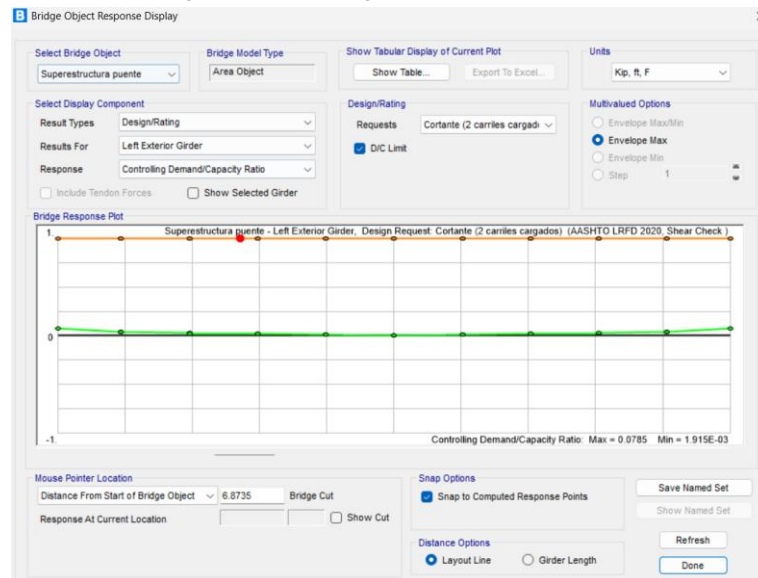 B Bridge Object Response Display
Select Bridge Object
Superestructura puente
Bridge Model Type
Area Object
Show Tabular Display of Current Plot
Show Table...
Export To Excel...
Units
Kip, ft, F
Select Display Component
Result Types
Design/Rating
Results For
Left Exterior Girder
Response
Controlling Demand/Capacity Ratio
Include Tendon Forces
Show Selected Girder
Design/Rating
Requests
Cortante (2 carriles cargad
D/C Limit
Multivalued Options
Envelope Max/Min
Envelope Max
Envelope Min
Step
1
Bridge Response Plot
1.
Superestructura puente - Left Exterior Girder, Design Request: Cortante (2 carriles cargados) (AASHTO LRFD 2020, Shear Check )
0
-1.
Controlling Demand/Capacity Ratio: Max = 0.0785 Min = 1.915E-03
Mouse Pointer Location
Distance From Start of Bridge Object
6.8735
Bridge Cut
Response At Current Location
Show Cut
Snap Options
Snap to Computed Response Points
Distance Options
Layout Line
Girder Length
Save Named Set
Show Named Set
Refresh
Done